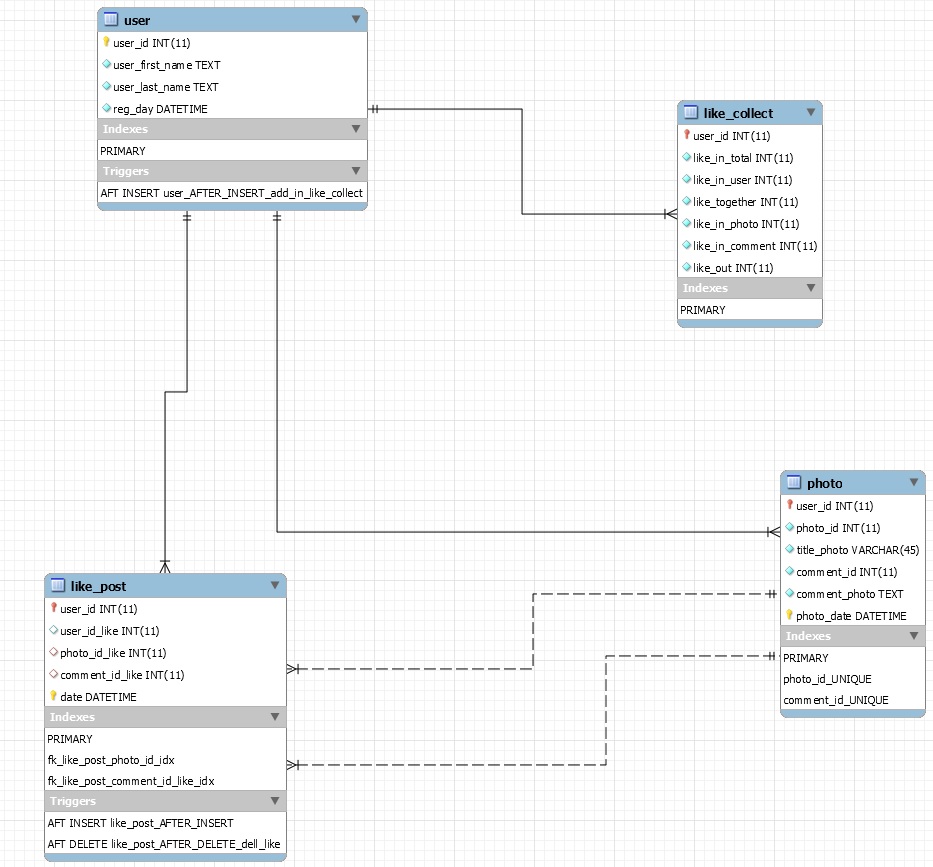 user
user_id INT(11)
user_first_name TEXT
user_last_name TEXT
reg_day DATETIME
Indexes
PRIMARY
Triggers
AFT INSERT user_AFTER_INSERT_add_in_like_collect
like_collect
user_id INT(11)
like_in_total INT(11)
like_in_user INT(11)
like_together INT(11)
like_in_photo INT(11)
like_in_comment INT(11)
like_out INT(11)
Indexes
PRIMARY
photo
user_id INT(11)
photo_id INT(11)
title_photo VARCHAR(45)
comment_id INT(11)
comment_photo TEXT
photo_date DATETIME
Indexes
PRIMARY
photo_id_UNIQUE
comment_id_UNIQUE
like_post
user_id INT(11)
user_id_like INT(11)
photo_id_like INT(11)
comment_id_like INT(11)
date DATETIME
Indexes
PRIMARY
fk_like_post_photo_id_idx
fk_like_post_comment_id_like_idx
Triggers
AFT INSERT like_post_AFTER_INSERT
AFT DELETE like_post_AFTER_DELETE_dell_like